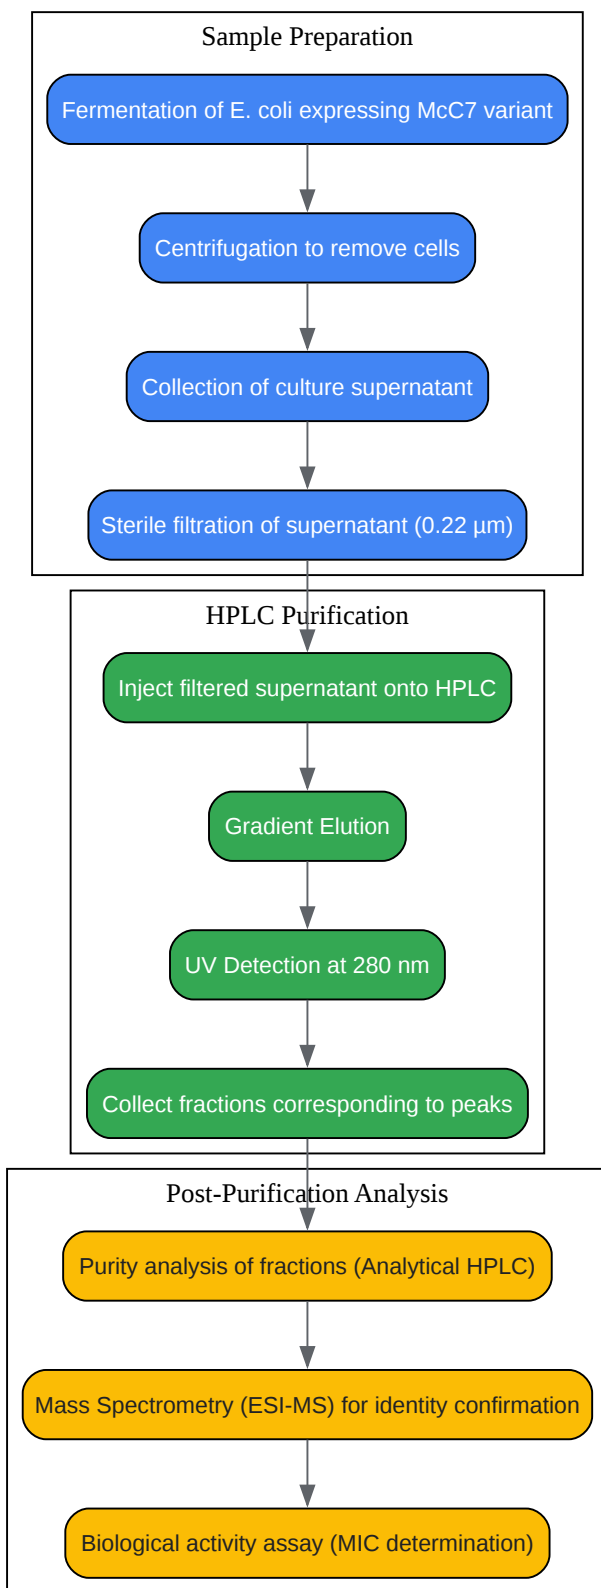 Sample Preparation
Fermentation of E. coli expressing McC7 variant
Centrifugation to remove cells
Collection of culture supernatant
Sterile filtration of supernatant (0.22 µm)
HPLC Purification
Inject filtered supernatant onto HPLC
Gradient Elution
UV Detection at 280 nm
Collect fractions corresponding to peaks
Post-Purification Analysis
Purity analysis of fractions (Analytical HPLC)
Mass Spectrometry (ESI-MS) for identity confirmation
Biological activity assay (MIC determination)